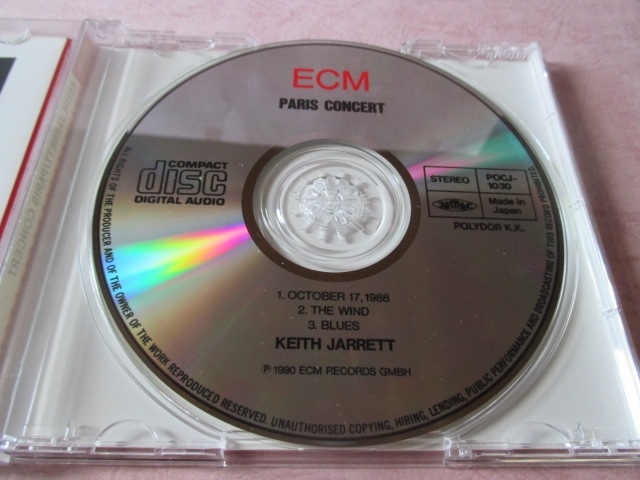 ECM
PARIS CONCERT
COMPACT
disc
DIGITAL AUDIO
STEREO
POCJ-
1030
Made in
Japan
POLYDOR K.K.
1. OCTOBER 17, 1988
2. THE WIND
3. BLUES
KEITH JARRETT
℗ 1990 ECM RECORDS GMBH
ALL RIGHTS OF THE PRODUCER AND OF THE OWNER OF THE WORK REPRODUCED RESERVED. UNAUTHORISED COPYING, HIRING, LENDING, PUBLIC PERFORMANCE AND BROADCASTING OF THIS RECORD PROHIBITED